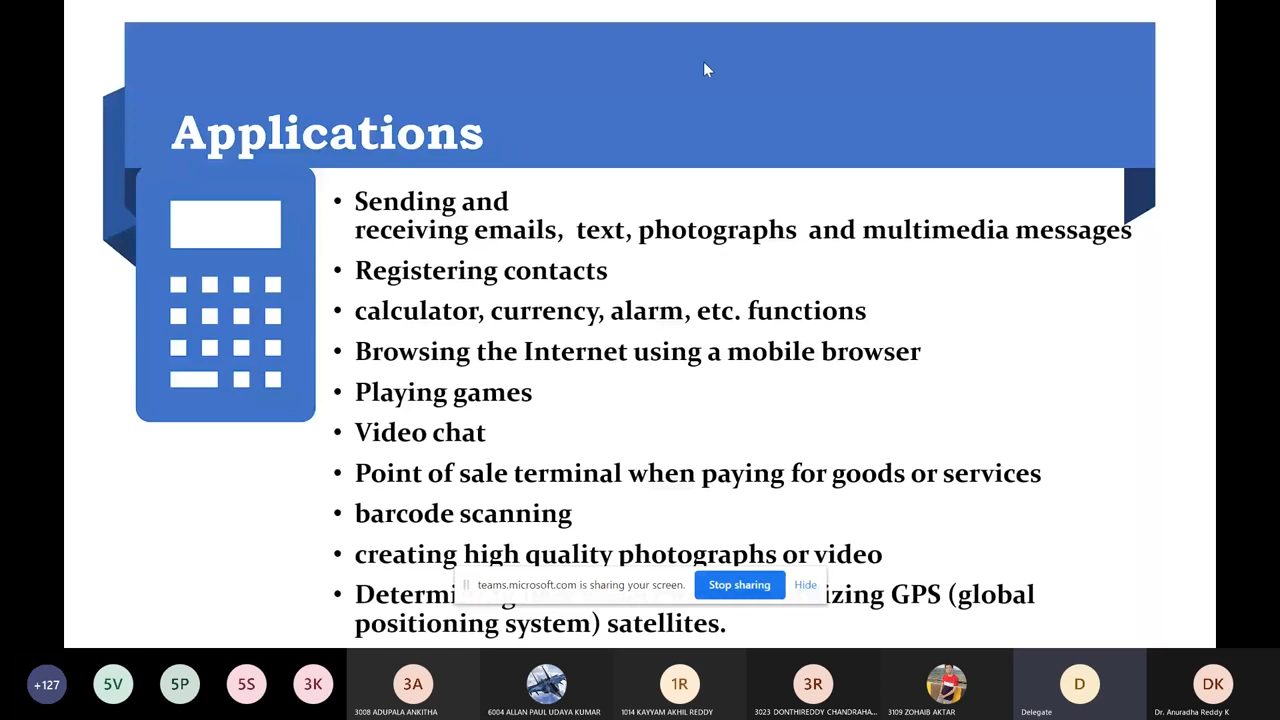 Applications
• Sending and
receiving emails, text, photographs and multimedia messages
• Registering contacts
• calculator, currency, alarm, etc. functions
• Browsing the Internet using a mobile browser
• Playing games
• Video chat
• Point of sale terminal when paying for goods or services
• barcode scanning
• creating high quality photographs or video
teams.microsoft.com is sharing your screen. Stop sharing Hide
• GPS (global
positioning system) satellites.
+127 5V 5P 5S 3K 3A 1R 3R D DK
3008 ADUPALA ANKITHA 6004 ALLAN PAUL UDAYA KUMAR 1014 KAYYAM AKHIL REDDY 3023 DONTHIREDDY CHANDRAHA... 3109 ZOHAIB AKTAR Delegate Dr. Anuradha Reddy K